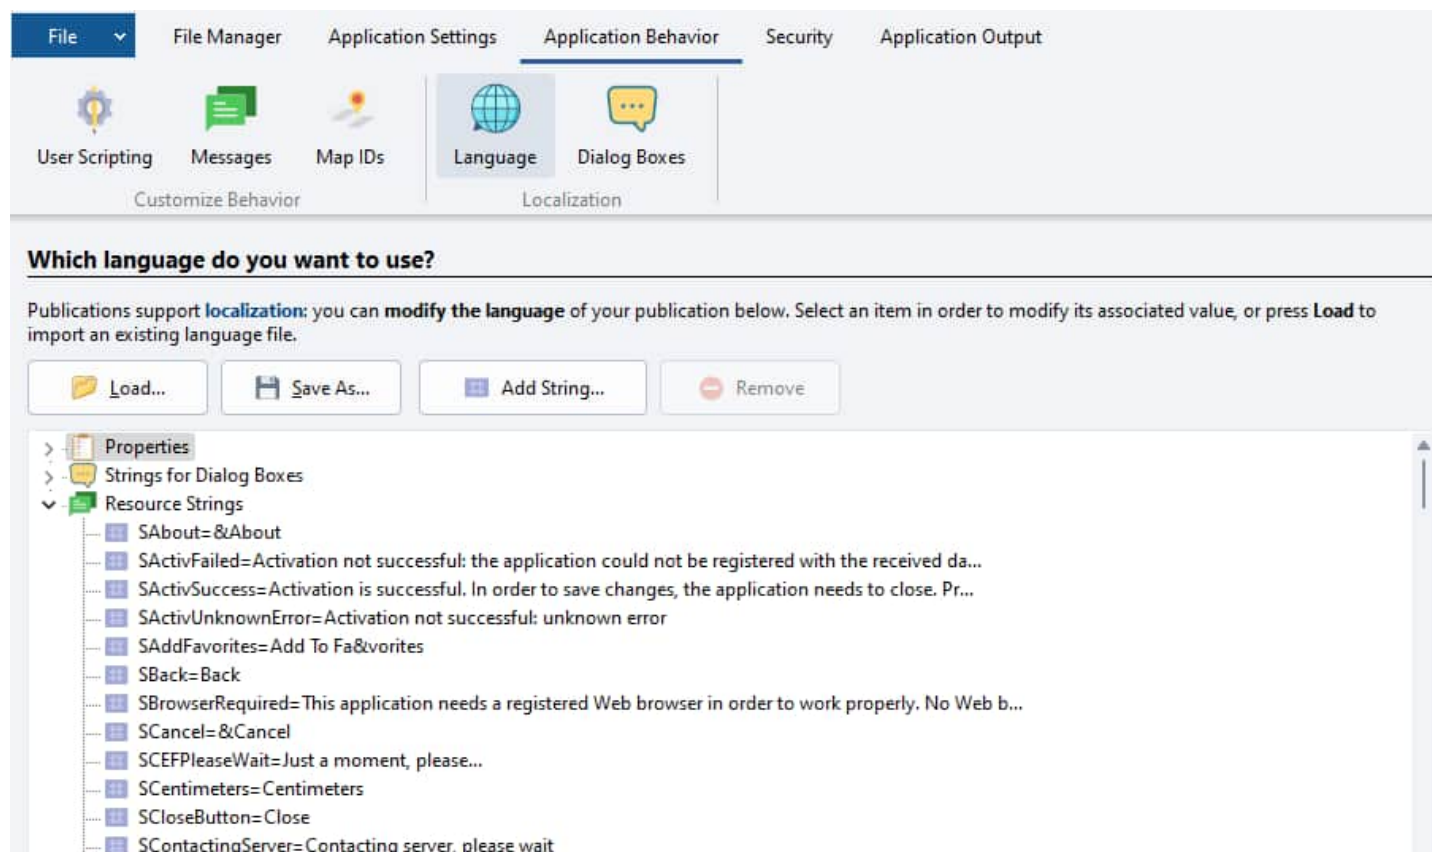 File File Manager Application Settings Application Behavior Security Application Output
User Scripting Messages Map IDs Language Dialog Boxes
Customize Behavior Localization
Which language do you want to use?
Publications support localization: you can modify the language of your publication below. Select an item in order to modify its associated value, or press Load to
import an existing language file.
Load... Save As... Add String... Remove
Properties
Strings for Dialog Boxes
Resource Strings
SAbout=&About
SActivFailed=Activation not successful: the application could not be registered with the received da...
SActivSuccess=Activation is successful. In order to save changes, the application needs to close. Pr...
SActivUnknownError=Activation not successful: unknown error
SAddFavorites=Add To Fa&vorites
SBack=Back
SBrowserRequired=This application needs a registered Web browser in order to work properly. No Web b...
SCancel=&Cancel
SCEFPleaseWait=Just a moment, please...
SCentimeters=Centimeters
SCloseButton=Close
SContactingServer=Contacting server, please wait